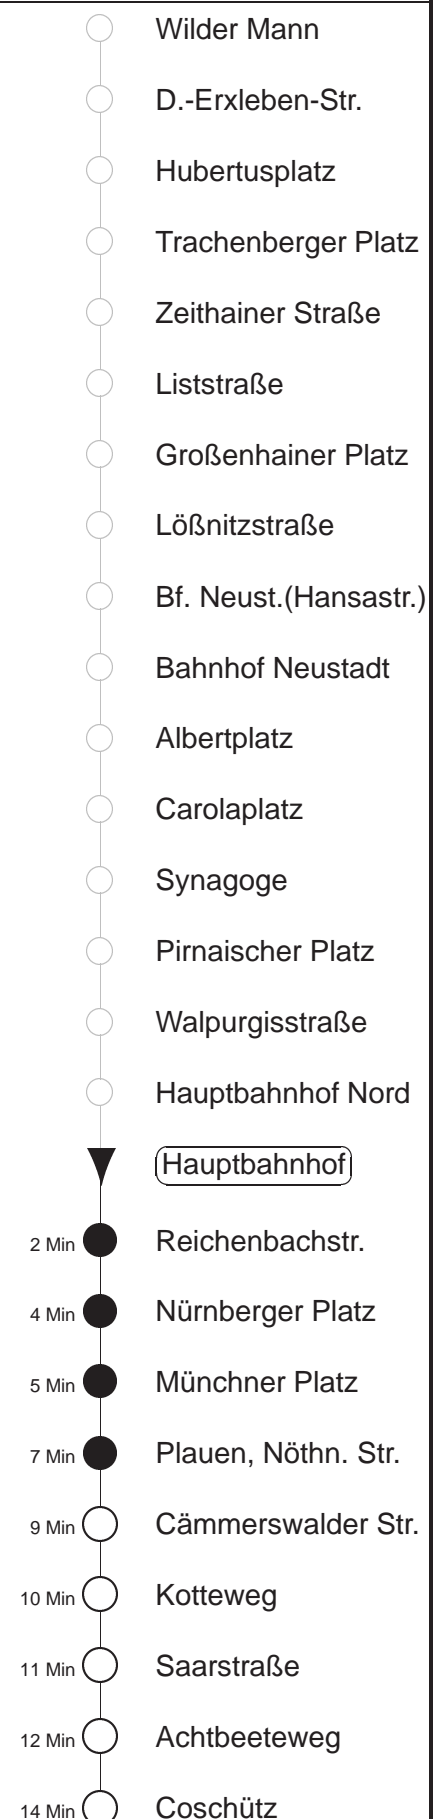 Wilder Mann
D.-Erxleben-Str.
Hubertusplatz
Trachenberger Platz
Zeithainer Straße
Liststraße
Großenhainer Platz
Lößnitzstraße
Bf. Neust.(Hansastr.)
Bahnhof Neustadt
Albertplatz
Carolaplatz
Synagoge
Pirnaischer Platz
Walpurgisstraße
Hauptbahnhof Nord
Hauptbahnhof
2 Min Reichenbachstr.
4 Min Nürnberger Platz
5 Min Münchner Platz
7 Min Plauen, Nöthn. Str.
9 Min Cämmerswalder Str.
10 Min Kotteweg
11 Min Saarstraße
12 Min Achtbeeteweg
14 Min Coschütz